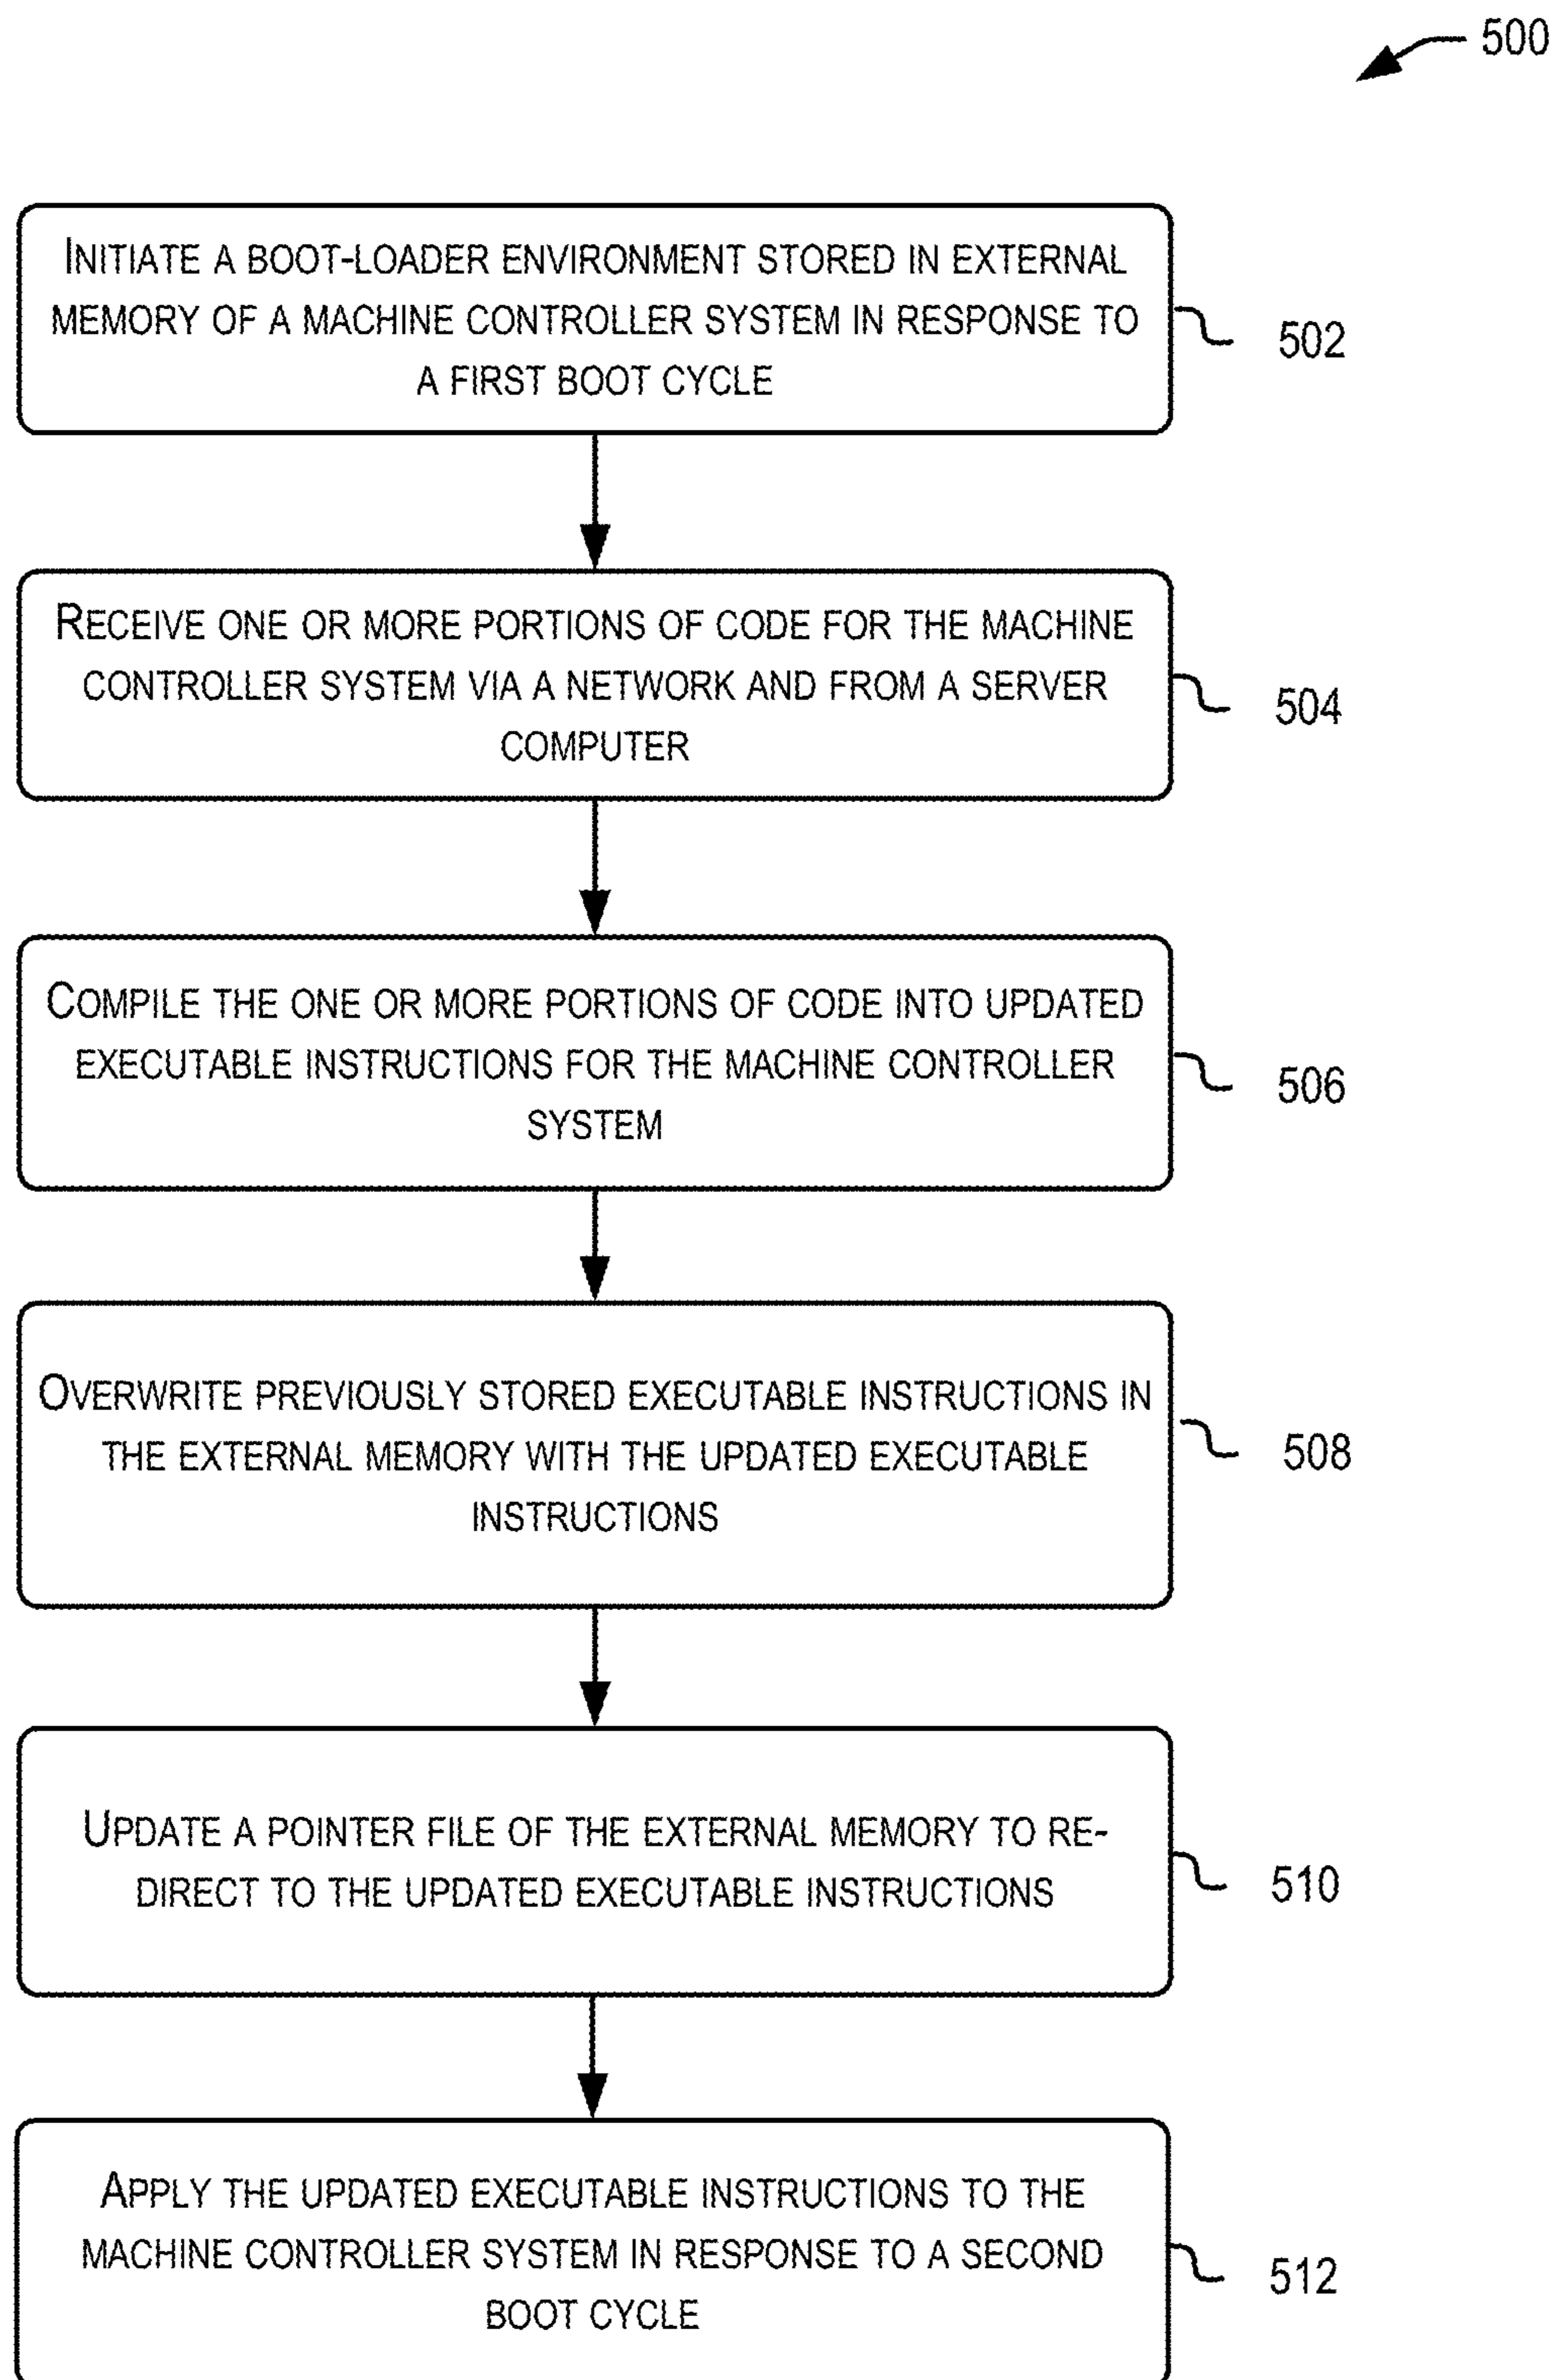 500
INITIATE A BOOT-LOADER ENVIRONMENT STORED IN EXTERNAL
MEMORY OF A MACHINE CONTROLLER SYSTEM IN RESPONSE TO
A FIRST BOOT CYCLE
502
RECEIVE ONE OR MORE PORTIONS OF CODE FOR THE MACHINE
CONTROLLER SYSTEM VIA A NETWORK AND FROM A SERVER
COMPUTER
504
COMPILE THE ONE OR MORE PORTIONS OF CODE INTO UPDATED
EXECUTABLE INSTRUCTIONS FOR THE MACHINE CONTROLLER
SYSTEM
506
OVERWRITE PREVIOUSLY STORED EXECUTABLE INSTRUCTIONS IN
THE EXTERNAL MEMORY WITH THE UPDATED EXECUTABLE
INSTRUCTIONS
508
UPDATE A POINTER FILE OF THE EXTERNAL MEMORY TO RE-
DIRECT TO THE UPDATED EXECUTABLE INSTRUCTIONS
510
APPLY THE UPDATED EXECUTABLE INSTRUCTIONS TO THE
MACHINE CONTROLLER SYSTEM IN RESPONSE TO A SECOND
BOOT CYCLE
512